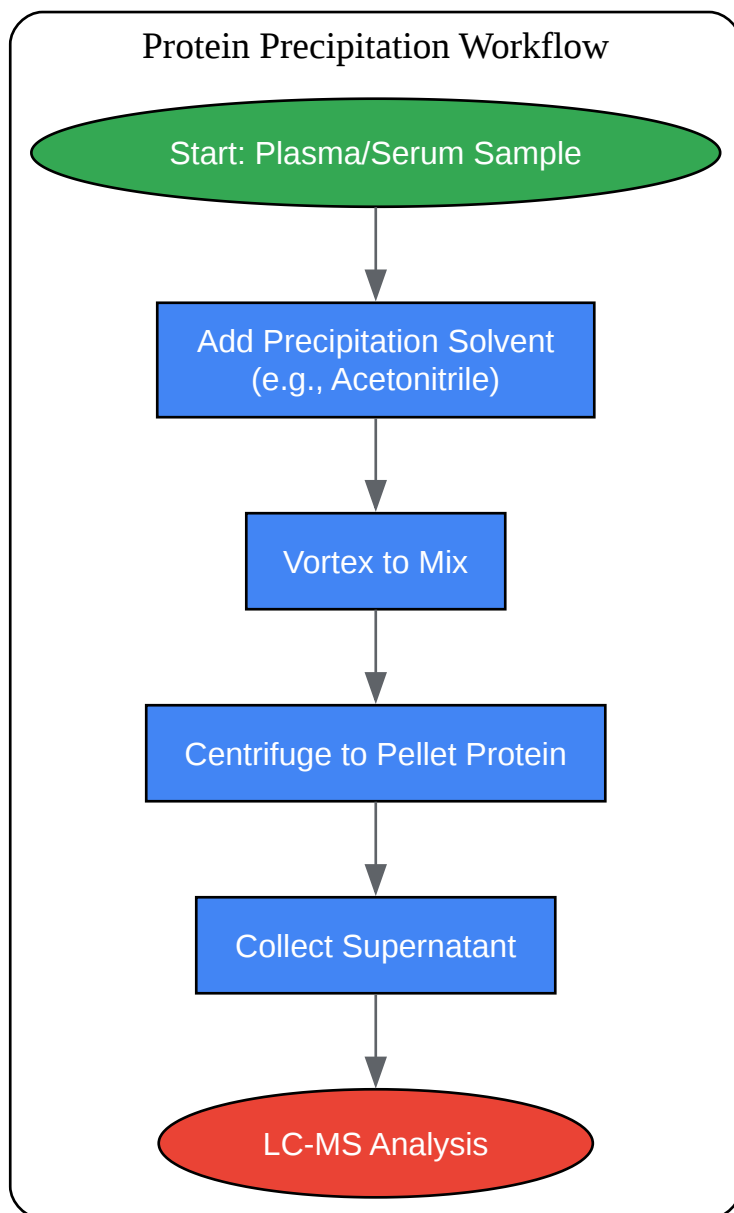 Protein Precipitation Workflow
Start: Plasma/Serum Sample
Add Precipitation Solvent
(e.g., Acetonitrile)
Vortex to Mix
Centrifuge to Pellet Protein
Collect Supernatant
LC-MS Analysis